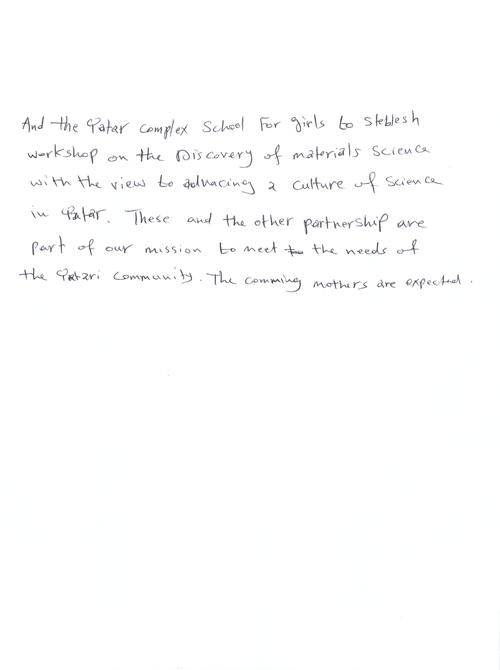 And the Qatar complex School For girls to steblesh
workshop on the Discovery of materials Science
with the view to advacing a culture of Science
in Qatar. These and the other partnership are
part of our mission to meet the needs of
the Qatari Community. The comming mothers are expected.